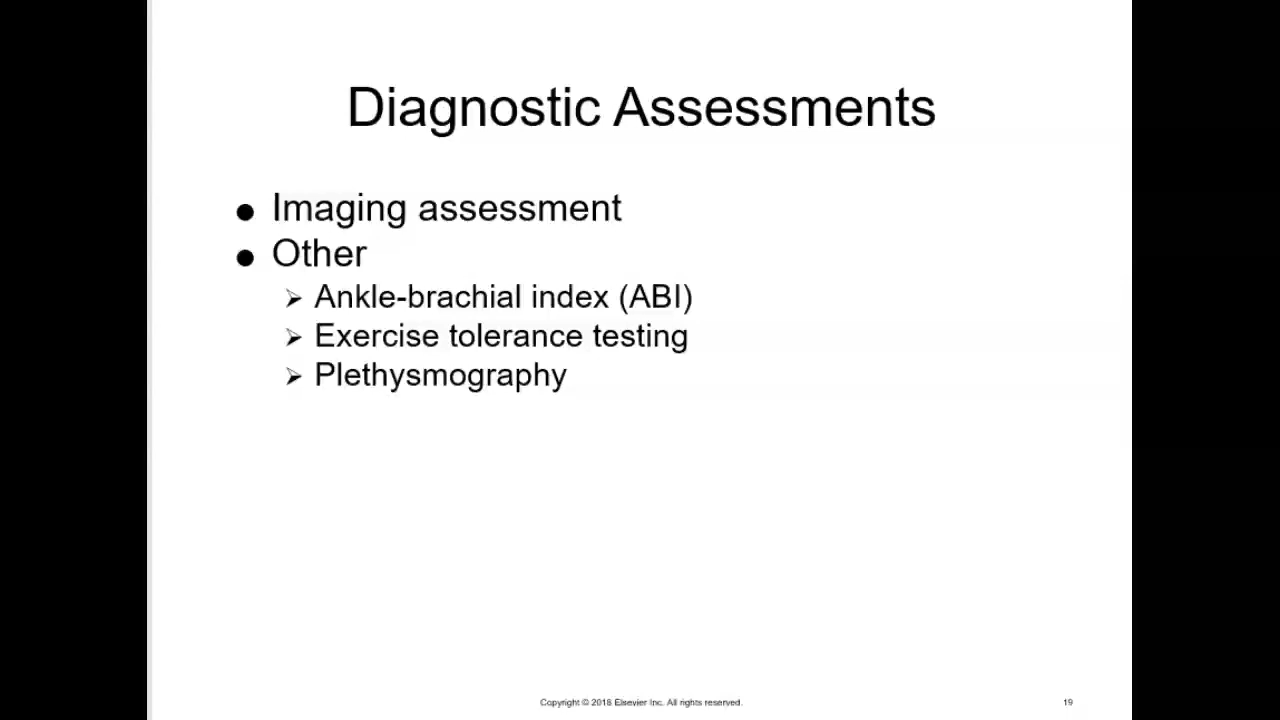 Diagnostic Assessments
● Imaging assessment
● Other
➢ Ankle-brachial index (ABI)
➢ Exercise tolerance testing
➢ Plethysmography
Copyright © 2018 Elsevier Inc. All rights reserved.
19